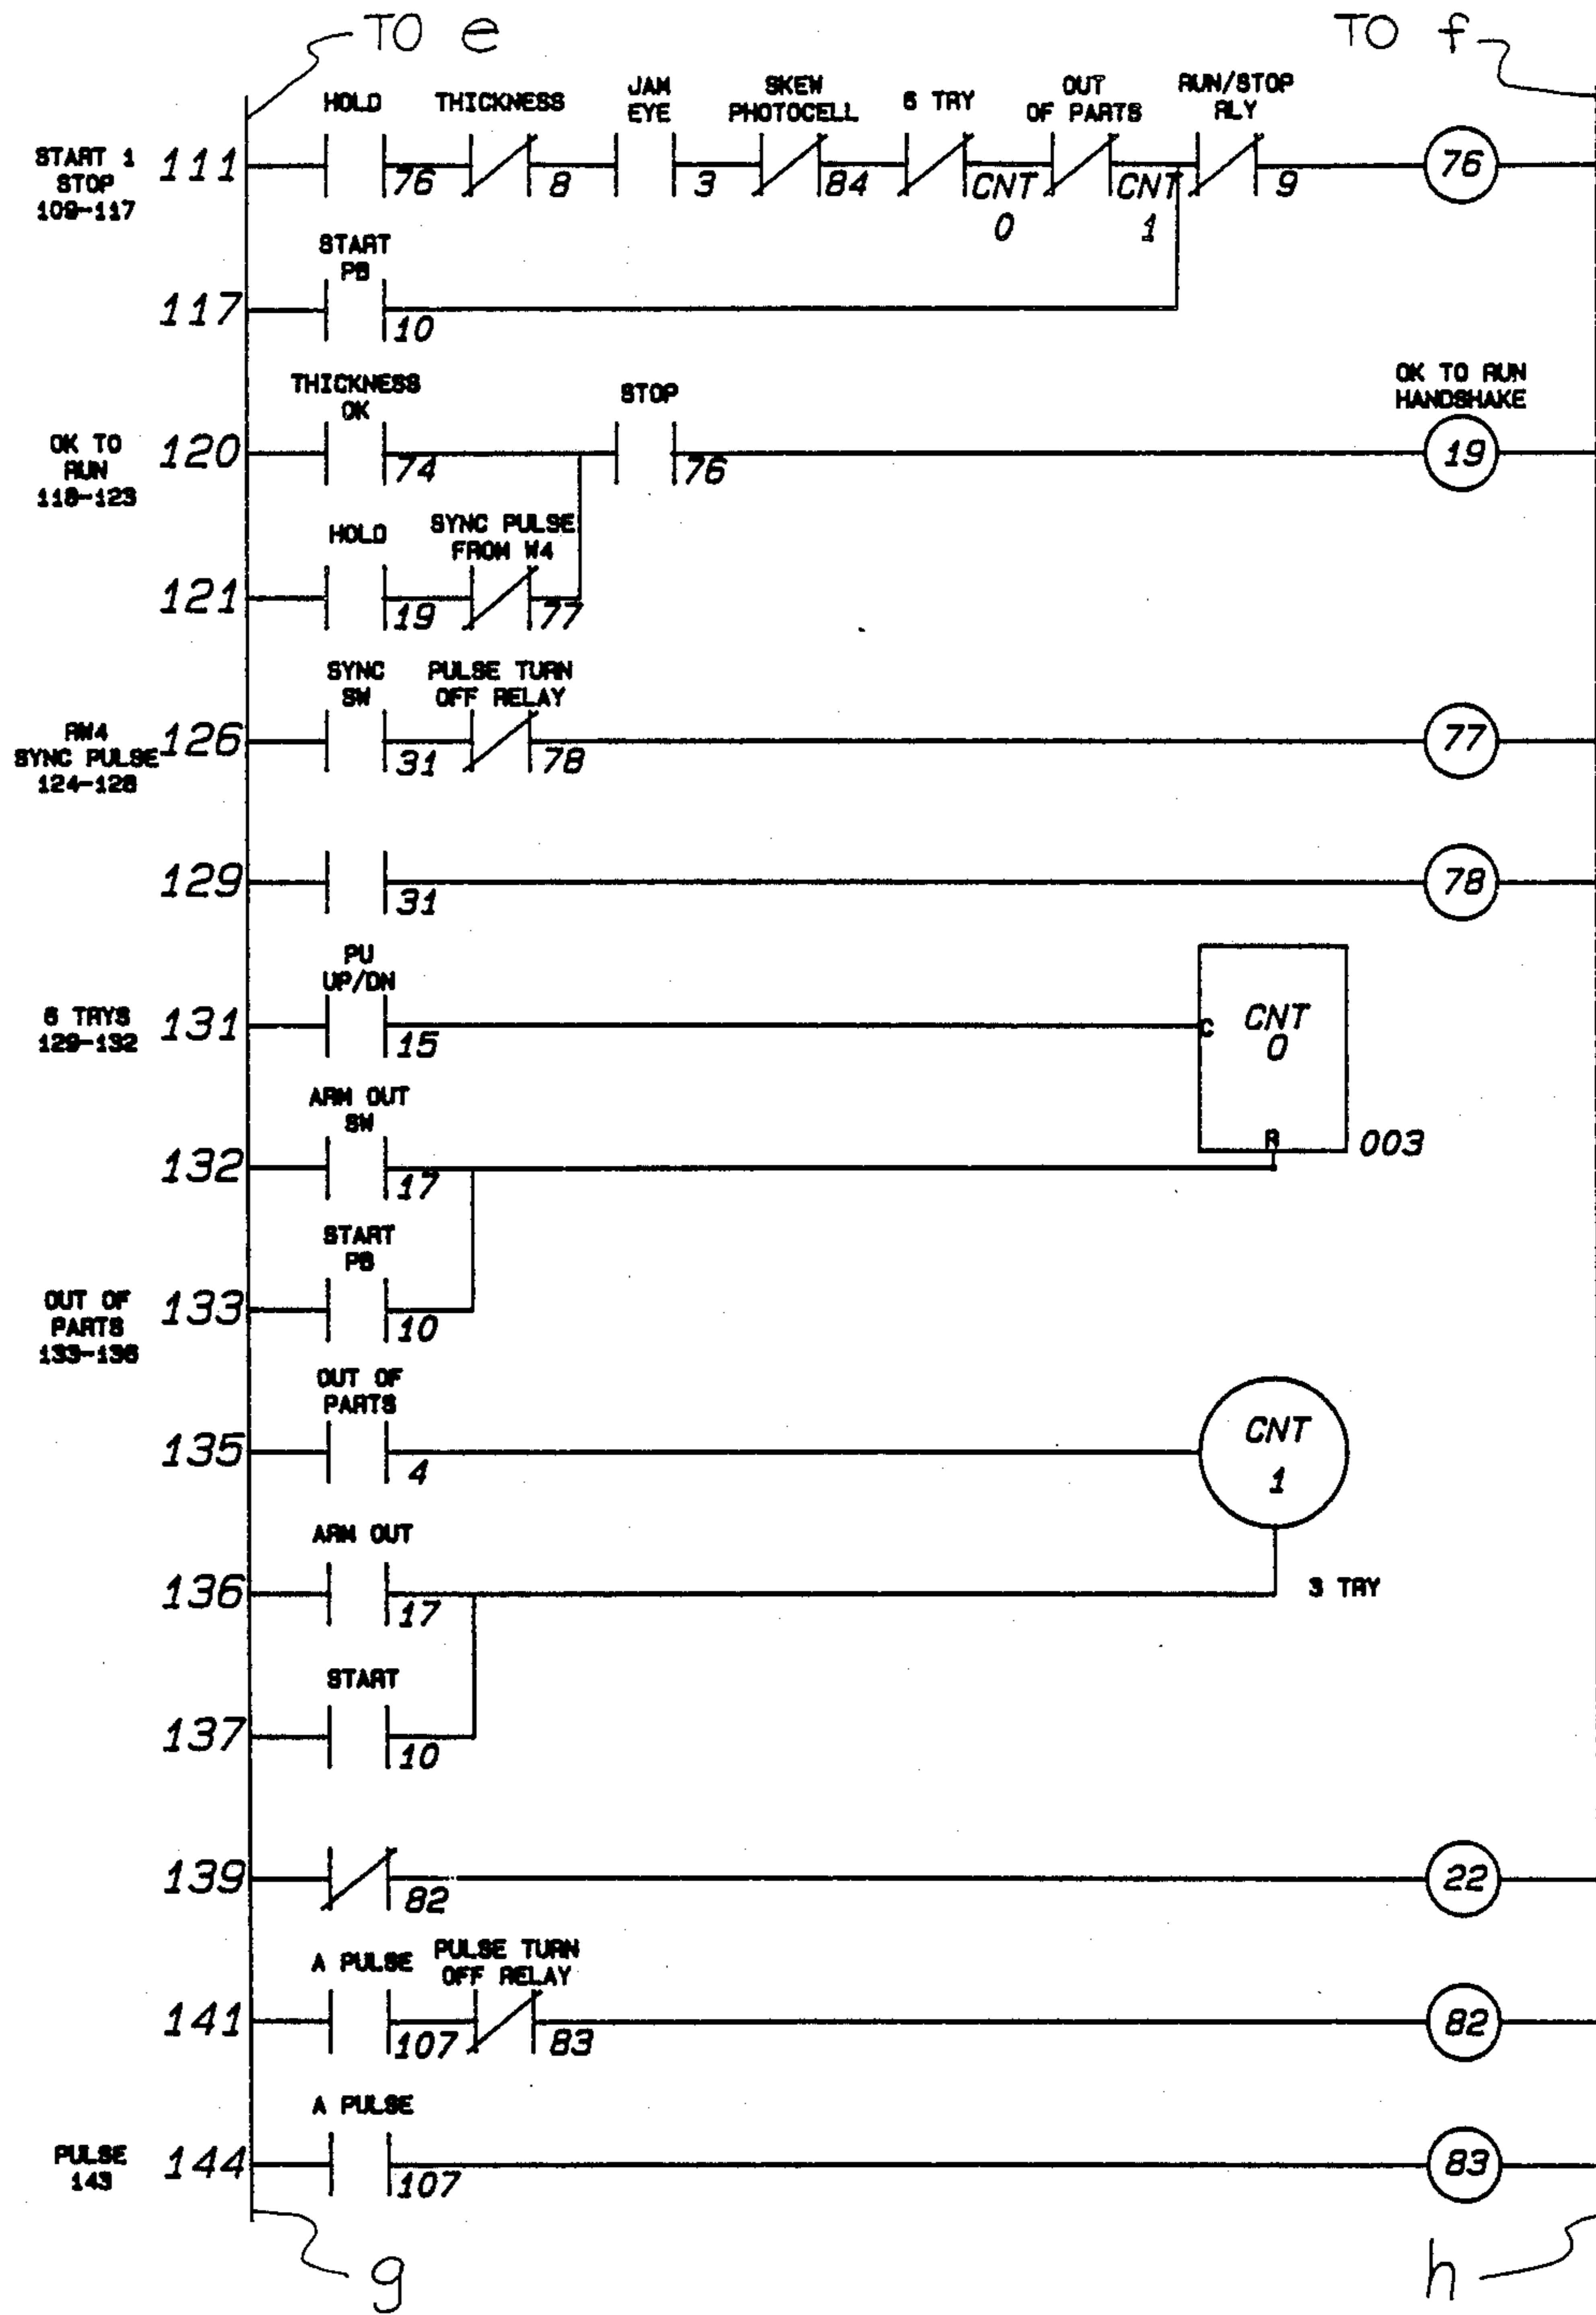 TO e
TO f
HOLD THICKNESS JAM EYE SKEW PHOTOCELL 6 TRY OUT OF PARTS RUN/STOP RLY
START 1 STOP 109-117
111 76 8 3 84 CNT 0 CNT 1 9 76
START PB
117 10
THICKNESS OK STOP OK TO RUN HANDSHAKE
OK TO RUN 118-123
120 74 76 19
HOLD SYNC PULSE FROM W4
121 19 77
SYNC SW PULSE TURN OFF RELAY
RW4 SYNC PULSE 124-128
126 31 78 77
129 31 78
PU UP/DN
6 TRYS 129-132
131 15 C CNT 0
ARM OUT SW
132 17 R 003
START PB
OUT OF PARTS 133-136
133 10
OUT OF PARTS
135 4 CNT 1
ARM OUT
136 17 3 TRY
START
137 10
139 82 22
A PULSE PULSE TURN OFF RELAY
141 107 83 82
A PULSE
PULSE 143
144 107 83
g
h